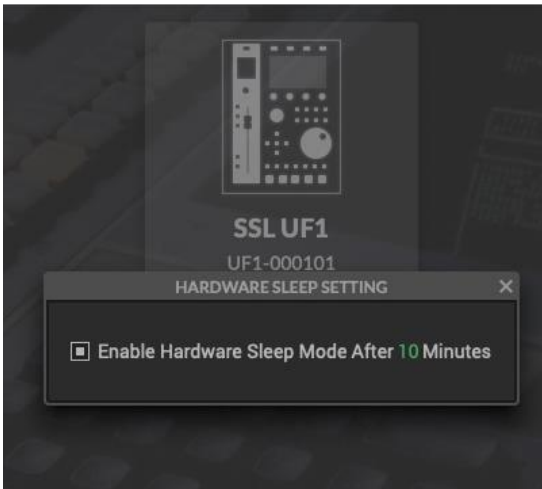 SSL UF1
UF1-000101
HARDWARE SLEEP SETTING
Enable Hardware Sleep Mode After 10 Minutes